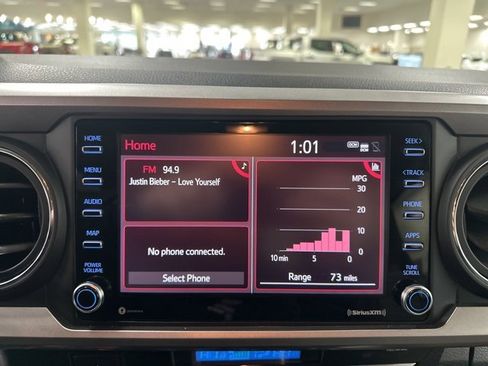 Home
1:01
DCM
FM 94.9
Justin Bieber – Love Yourself
No phone connected.
Select Phone
MPG
30
20
10
0
10 min 5 0
Range 73 miles
HOME
MENU
AUDIO
MAP
POWER
VOLUME
SEEK >
< TRACK
PHONE
APPS
TUNE
SCROLL
SiriusXM